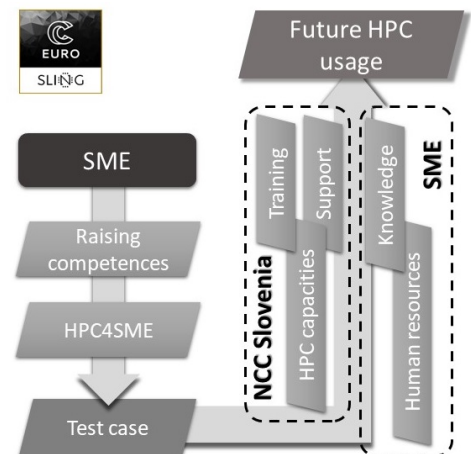 EURO
SLING
Future HPC
usage
SME
Raising
competences
HPC4SME
Test case
NCC Slovenia
Training
Support
HPC capacities
SME
Knowledge
Human resources